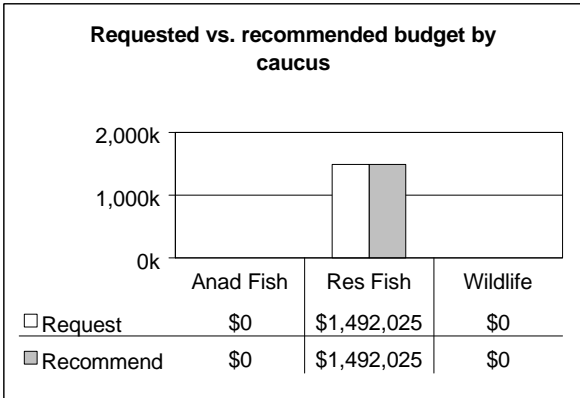 Requested vs. recommended budget by
caucus
2,000k
1,000k
0k
Anad Fish Res Fish Wildlife
Request $0 $1,492,025 $0
Recommend $0 $1,492,025 $0